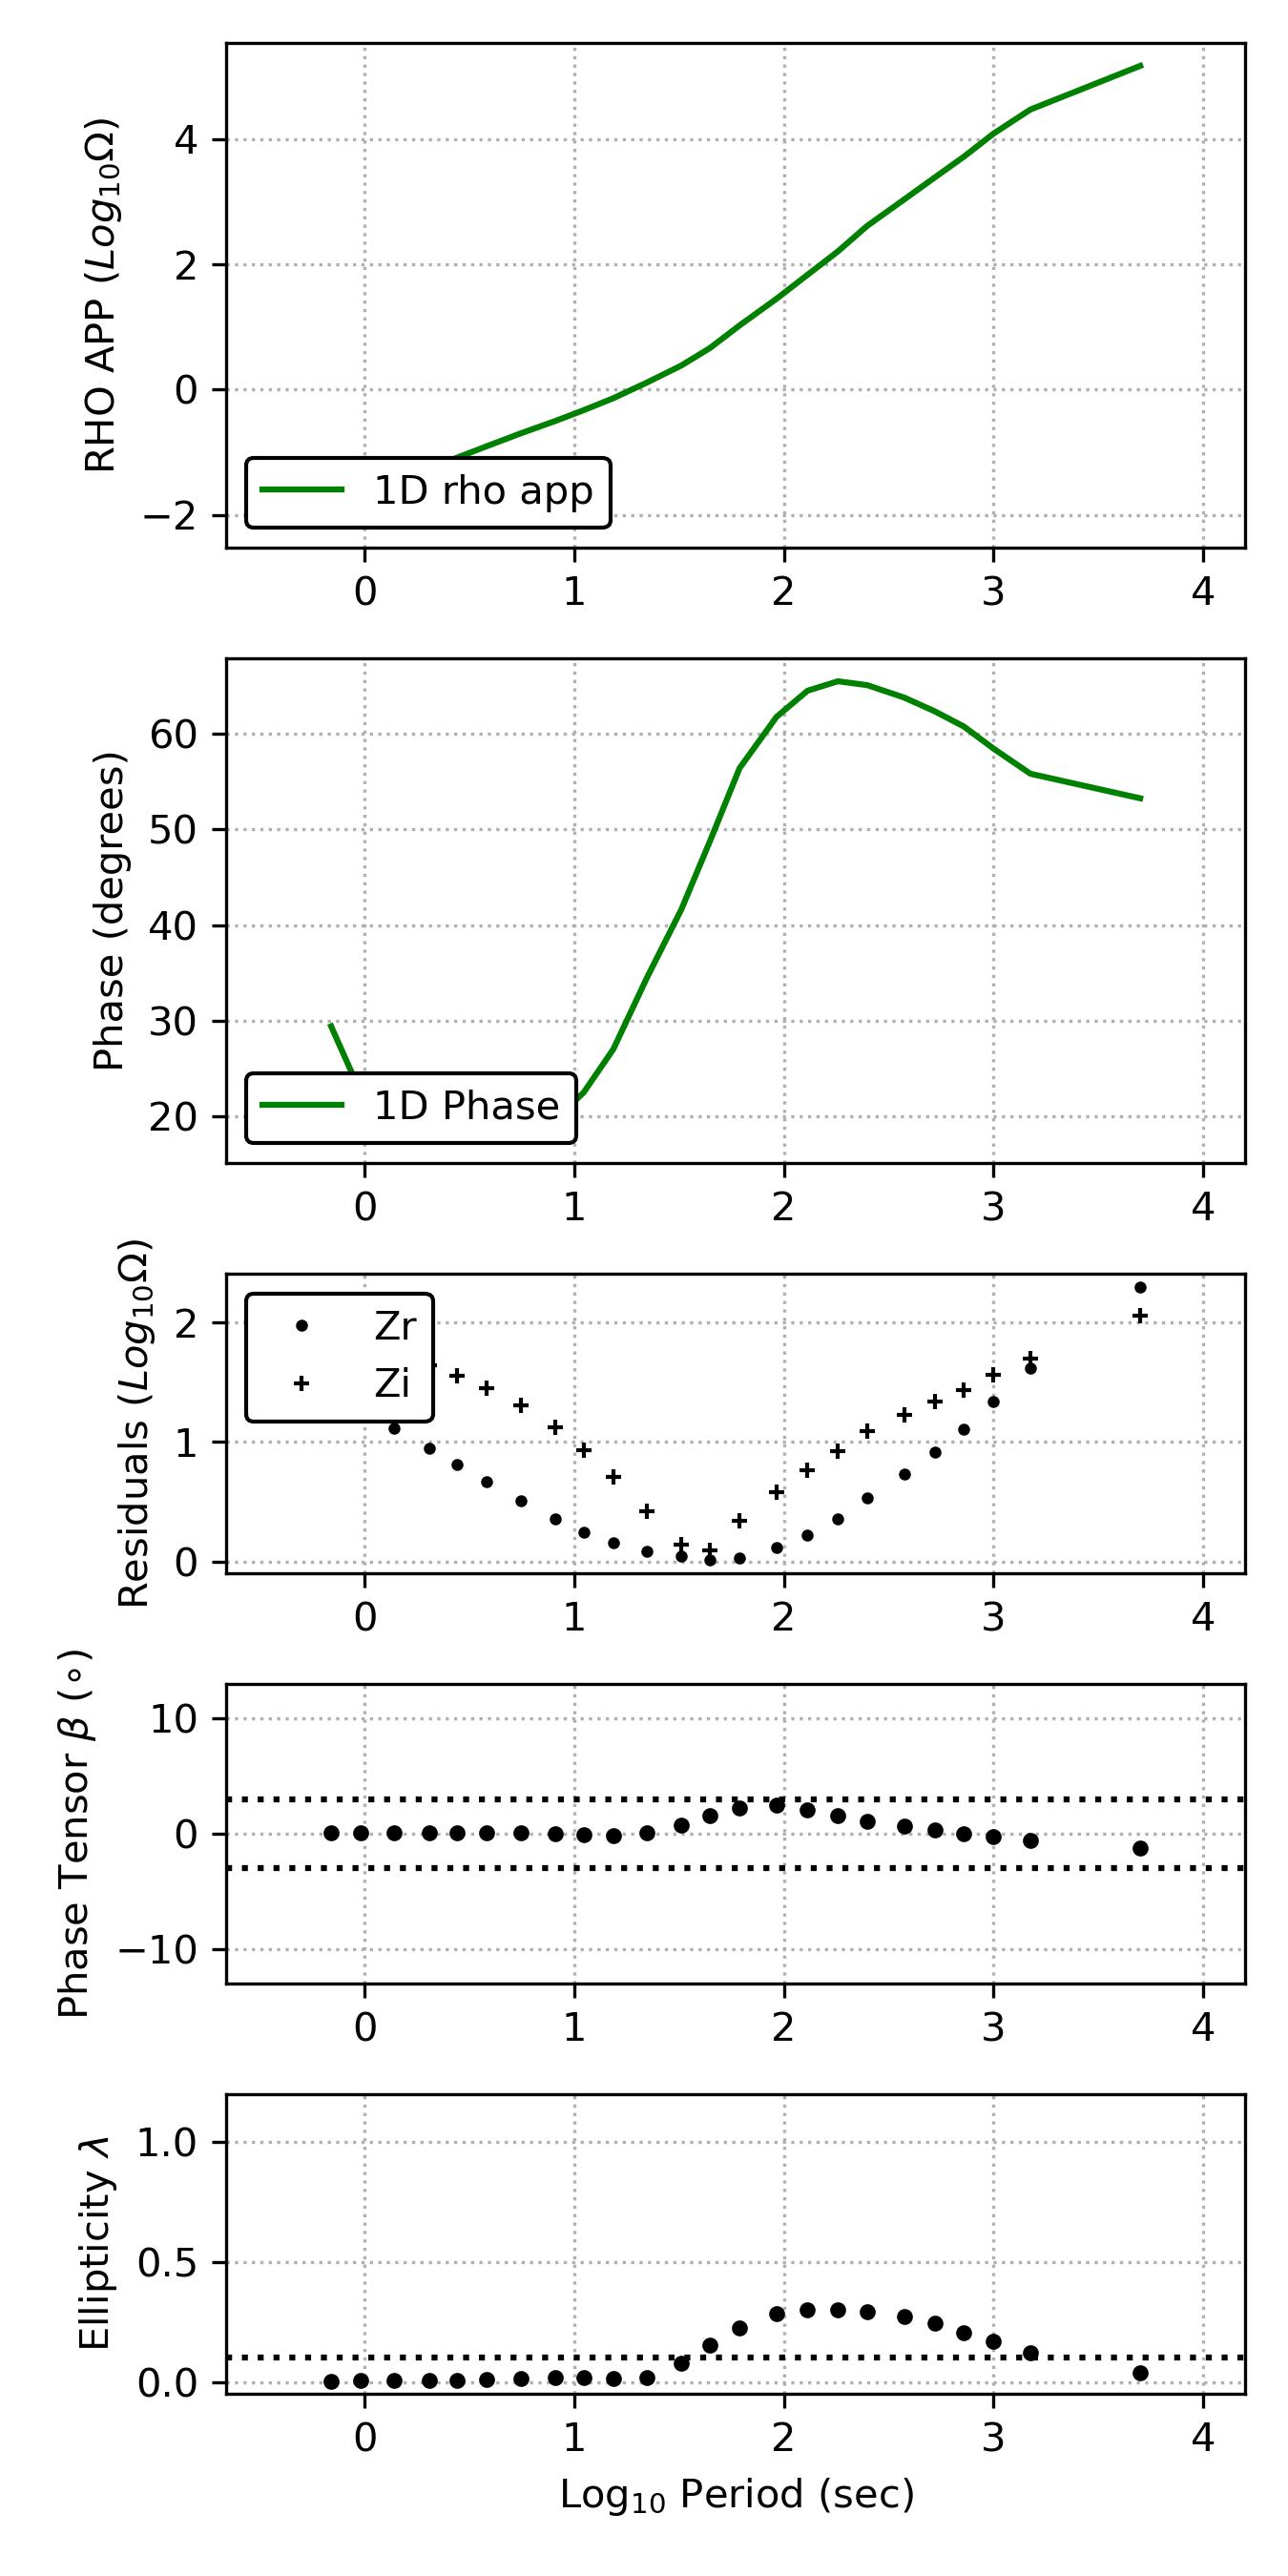 RHO APP (Log₁₀Ω)
4
2
0
−2
1D rho app
0 1 2 3 4
Phase (degrees)
60
50
40
30
20
1D Phase
0 1 2 3 4
Residuals (Log₁₀Ω)
2
1
0
Zr
Zi
0 1 2 3 4
Phase Tensor β (∘)
10
0
−10
0 1 2 3 4
Ellipticity λ
1.0
0.5
0.0
0 1 2 3 4
Log₁₀ Period (sec)